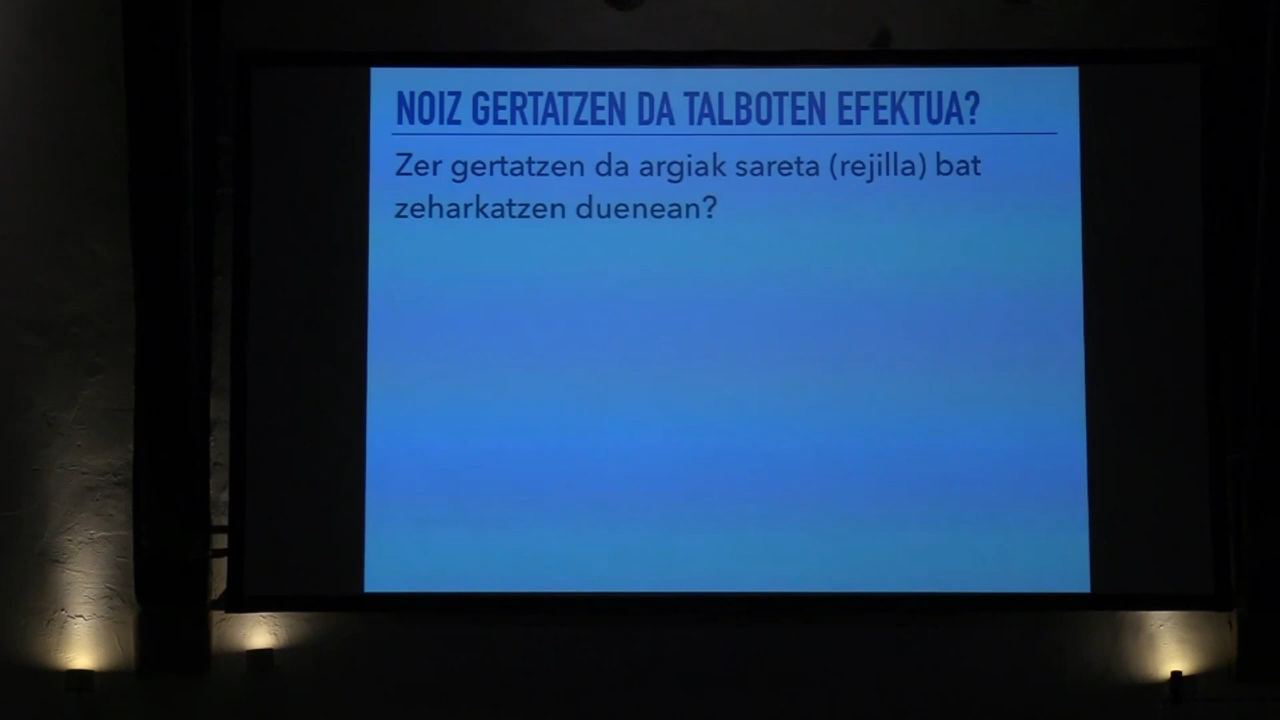 NOIZ GERTATZEN DA TALBOTEN EFEKTUA?
Zer gertatzen da argiak sareta (rejilla) bat
zeharkatzen duenean?